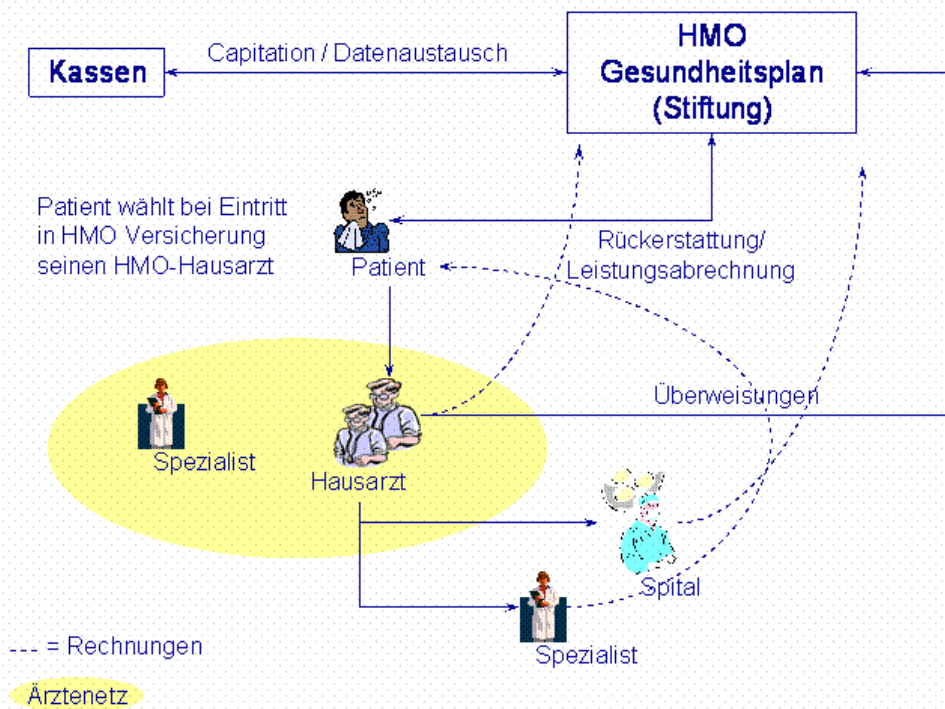 Kassen
Capitation / Datenaustausch
HMO
Gesundheitsplan
(Stiftung)
Patient wählt bei Eintritt
in HMO Versicherung
seinen HMO-Hausarzt
Patient
Rückerstattung/
Leistungsabrechnung
Spezialist
Hausarzt
Überweisungen
Spital
Spezialist
--- = Rechnungen
Ärztenetz